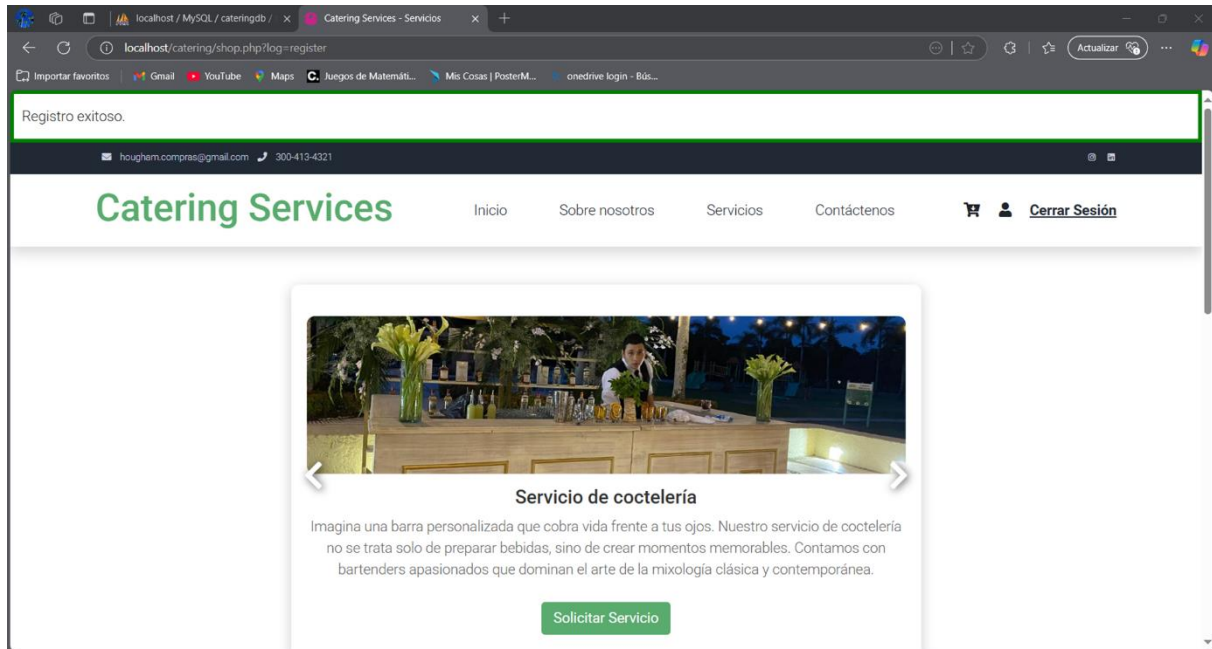 localhost / MySQL / cateringdb /
Catering Services - Servicios
localhost/catering/shop.php?log=register
Actualizar
Importar favoritos
Gmail
YouTube
Maps
Juegos de Matemáti...
Mis Cosas | PosterM...
onedrive login - Bús...
Registro exitoso.
hougham.compras@gmail.com 300-413-4321
Catering Services
Inicio
Sobre nosotros
Servicios
Contáctenos
Cerrar Sesión
Servicio de coctelería
Imagina una barra personalizada que cobra vida frente a tus ojos. Nuestro servicio de coctelería
no se trata solo de preparar bebidas, sino de crear momentos memorables. Contamos con
bartenders apasionados que dominan el arte de la mixología clásica y contemporánea.
Solicitar Servicio